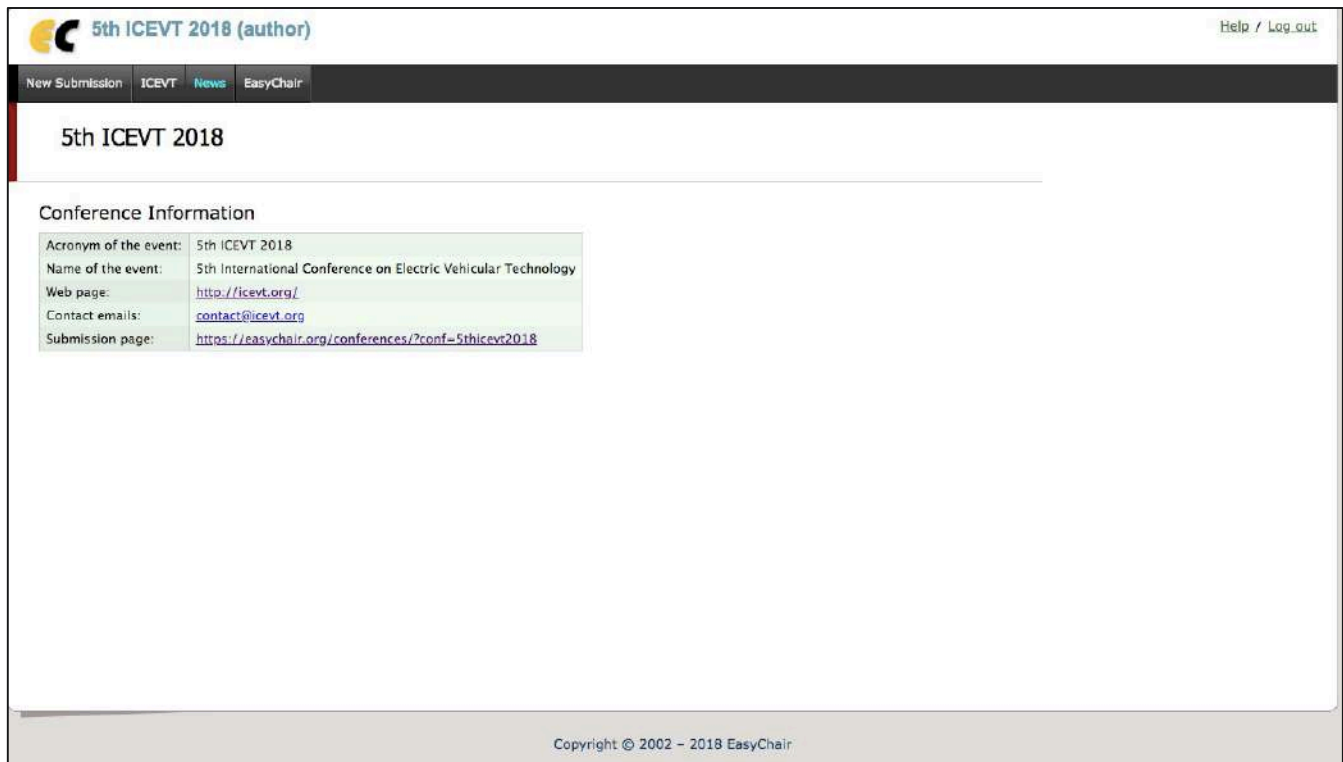 5th ICEVT 2018 (author)
Help / Log out
New Submission ICEVT News EasyChair
5th ICEVT 2018
Conference Information
Acronym of the event: 5th ICEVT 2018
Name of the event: 5th International Conference on Electric Vehicular Technology
Web page: http://icevt.org/
Contact emails: contact@icevt.org
Submission page: https://easychair.org/conferences/?conf=5thicevt2018
Copyright © 2002 – 2018 EasyChair